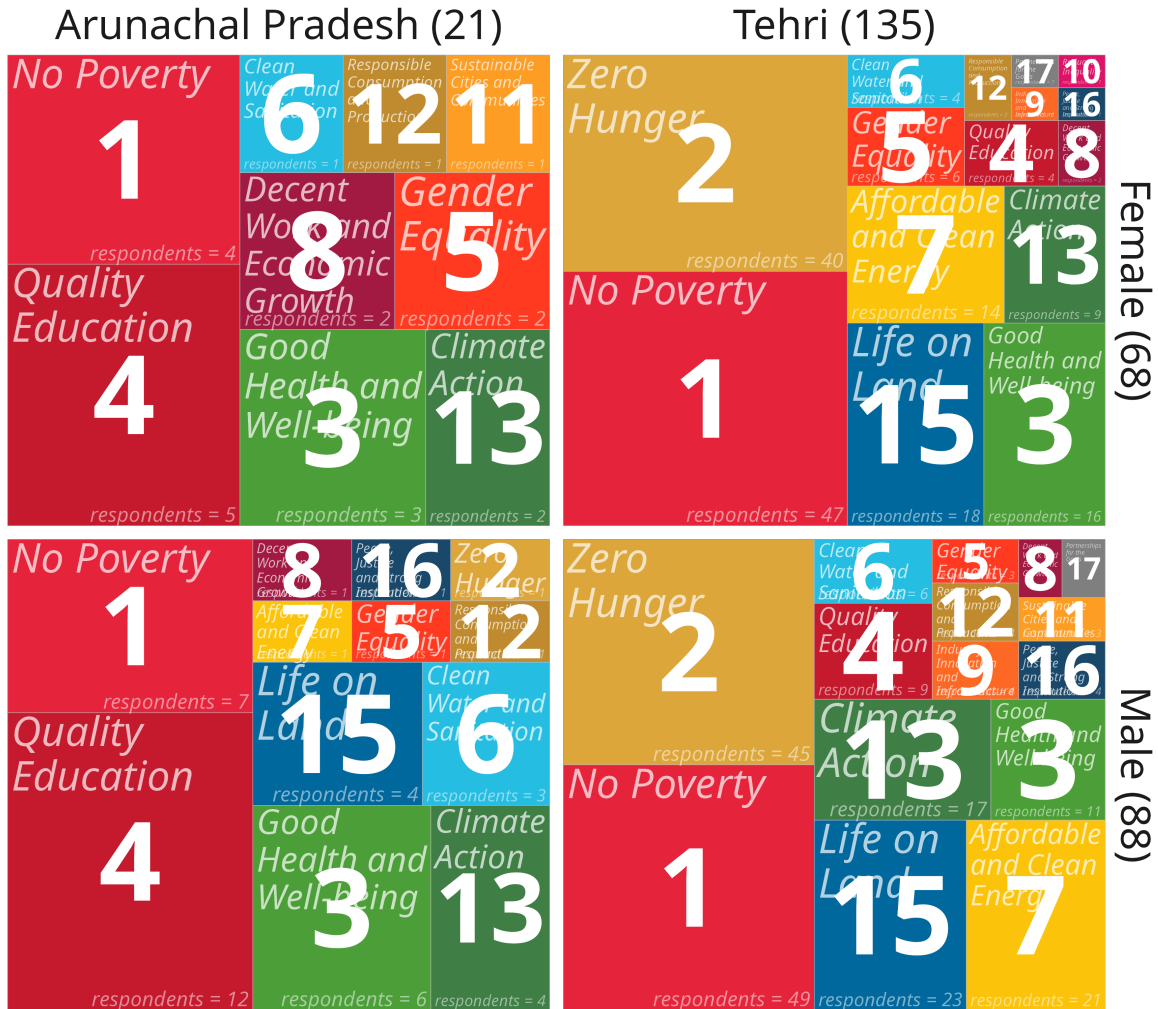 Arunachal Pradesh (21)
Tehri (135)
Female (68)
Male (88)
No Poverty
1
respondents = 4
Quality
Education
4
respondents = 5
Clean
Water and
Sanitation
6
respondents = 1
Responsible
Consumption
and
Production
12
respondents = 1
Sustainable
Cities and
Communities
11
respondents = 1
Decent
Work and
Economic
Growth
8
respondents = 2
Gender
Equality
5
respondents = 2
Good
Health and
Well-being
3
respondents = 3
Climate
Action
13
respondents = 2
Zero
Hunger
2
respondents = 40
No Poverty
1
respondents = 47
Clean
Water and
Sanitation
6
respondents = 4
Gender
Equality
5
respondents = 6
12
17
10
9
16
Quality
Education
4
respondents = 4
8
Affordable
and Clean
Energy
7
respondents = 14
Climate
Action
13
respondents = 9
Life on
Land
15
respondents = 18
Good
Health and
Well-being
3
respondents = 16
No Poverty
1
respondents = 7
Quality
Education
4
respondents = 12
8
16
Zero
Hunger
2
Affordable
and Clean
Energy
7
Gender
Equality
5
12
Life on
Land
15
respondents = 4
Clean
Water and
Sanitation
6
respondents = 3
Good
Health and
Well-being
3
respondents = 6
Climate
Action
13
respondents = 4
Zero
Hunger
2
respondents = 45
No Poverty
1
respondents = 49
Clean
Water and
Sanitation
6
Quality
Education
4
respondents = 9
Gender
Equality
5
12
9
8
17
11
16
Climate
Action
13
respondents = 17
Good
Health and
Well-being
3
respondents = 11
Life on
Land
15
respondents = 23
Affordable
and Clean
Energy
7
respondents = 21